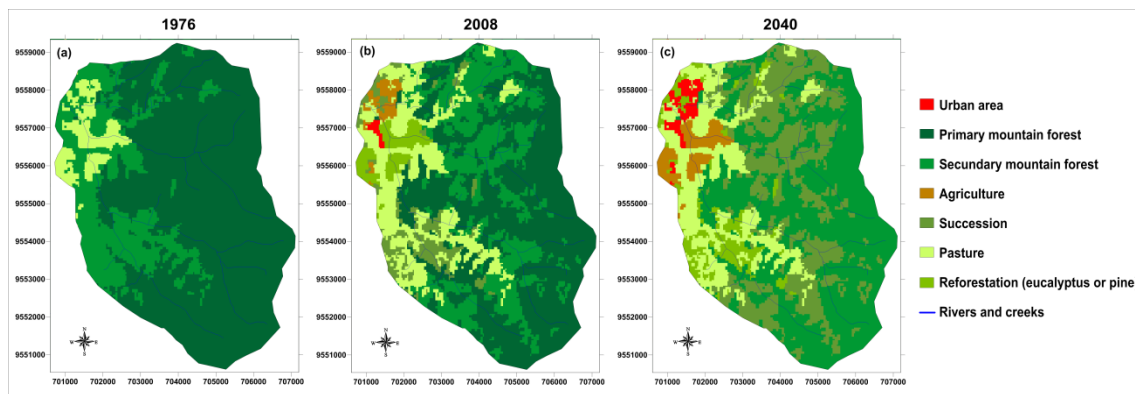 1976
2008
2040
(a)
(b)
(c)
9559000
9558000
9557000
9556000
9555000
9554000
9553000
9552000
9551000
701000 702000 703000 704000 705000 706000 707000
N
W E
S
9559000
9558000
9557000
9556000
9555000
9554000
9553000
9552000
9551000
701000 702000 703000 704000 705000 706000 707000
N
W E
S
9559000
9558000
9557000
9556000
9555000
9554000
9553000
9552000
9551000
701000 702000 703000 704000 705000 706000 707000
N
W E
S
Urban area
Primary mountain forest
Secundary mountain forest
Agriculture
Succession
Pasture
Reforestation (eucalyptus or pine
Rivers and creeks